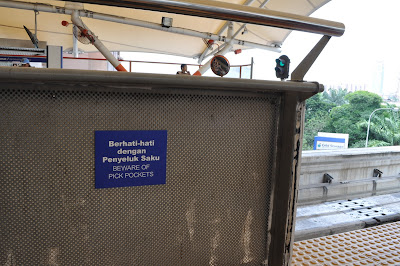 Berhati-hati
dengan
Penyeluk Saku
BEWARE OF
PICK POCKETS